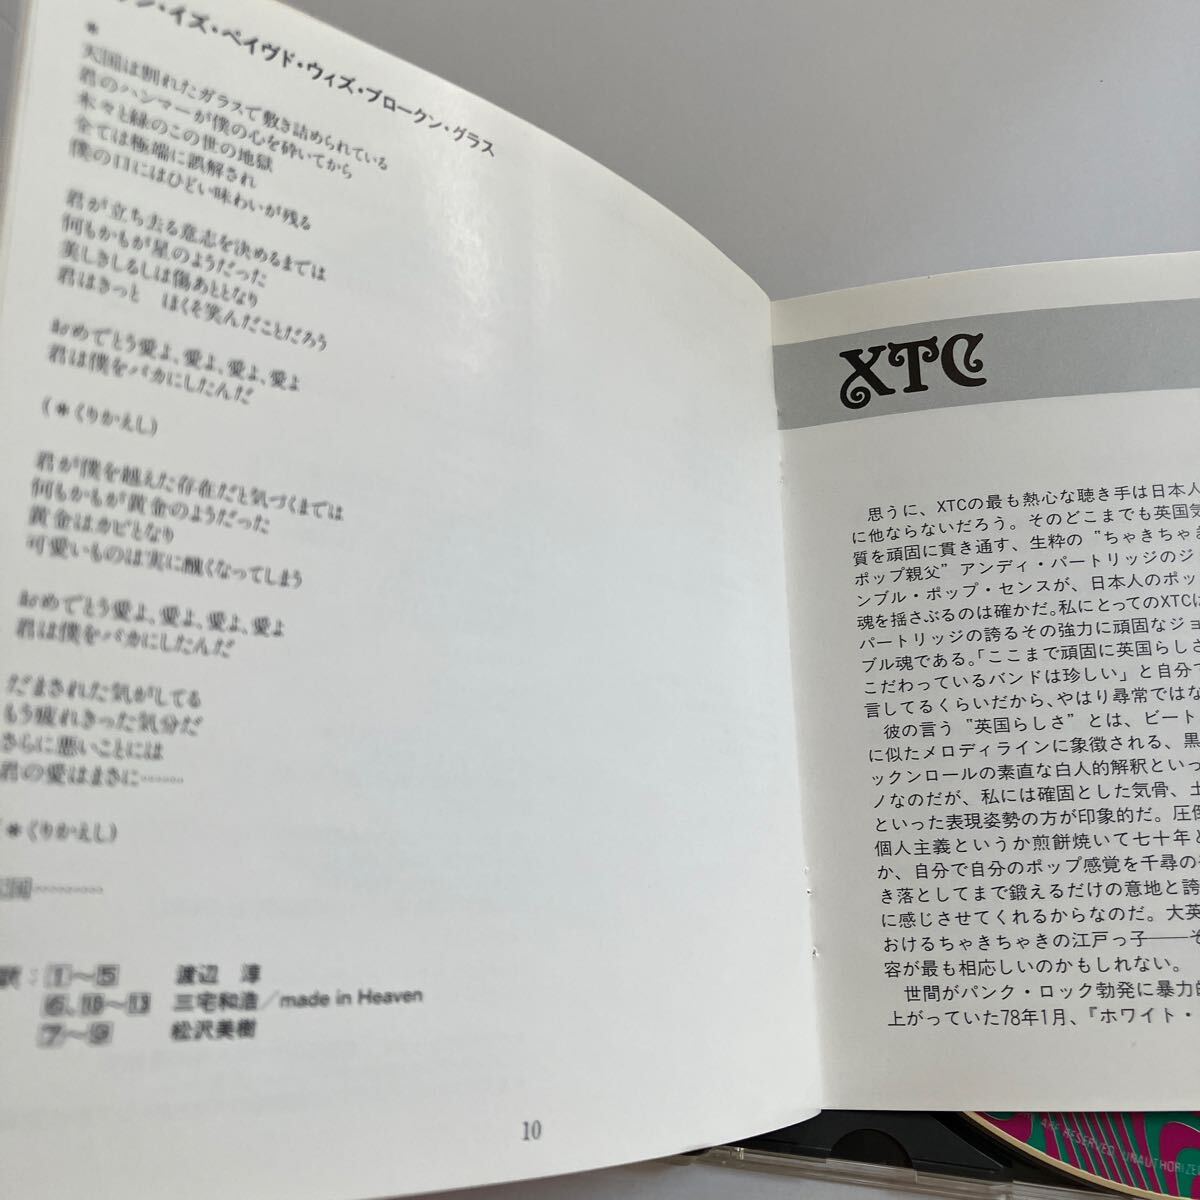 ン・イズ・ペイヴド・ウィズ・ブロークン・グラス
*
天国は割れたガラスで敷き詰められている
君のハンマーが僕の心を砕いてから
木々と緑のこの世の地獄
全ては極端に誤解され
僕の口にはひどい味わいが残る
君が立ち去る意志を決めるまでは
何もかもが星のようだった
美しきしるしは傷あととなり
君はきっと　ほくそ笑んだことだろう
おめでとう愛よ、愛よ、愛よ、愛よ
君は僕をバカにしたんだ
(*くりかえし)
君が僕を越えた存在だと気づくまでは
何もかもが黄金のようだった
黄金はカビとなり
可愛いものは実に醜くなってしまう
おめでとう愛よ、愛よ、愛よ、愛よ
君は僕をバカにしたんだ
だまされた気がしてる
もう疲れきった気分だ
さらに悪いことには
君の愛はまさに………
(*くりかえし)
国…………
訳：1〜5　渡辺　淳
6、10〜13　三宅和浩／made in Heaven
7〜9　松沢美樹
10
XTC
思うに、XTCの最も熱心な聴き手は日本人
に他ならないだろう。そのどこまでも英国気
質を頑固に貫き通す、生粋の“ちゃきちゃき
ポップ親父”アンディ・パートリッジのジ
ンブル・ポップ・センスが、日本人のポッ
魂を揺さぶるのは確かだ。私にとってのXTCは
パートリッジの誇るその強力に頑固なジョ
ブル魂である。「ここまで頑固に英国らしさ
こだわっているバンドは珍しい」と自分で
言してるくらいだから、やはり尋常ではな
彼の言う“英国らしさ”とは、ビート
に似たメロディラインに象徴される、黒
ックンロールの素直な白人的解釈といっ
ノなのだが、私には確固とした気骨、土
といった表現姿勢の方が印象的だ。圧倒
個人主義というか煎餅焼いて七十年と
か、自分で自分のポップ感覚を千尋の
き落としてまで鍛えるだけの意地と誇
に感じさせてくれるからなのだ。大英
おけるちゃきちゃきの江戸っ子——そ
容が最も相応しいのかもしれない。
世間がパンク・ロック勃発に暴力的
上がっていた78年1月、『ホワイト・
ARE RESERVED. UNAUTHORIZE